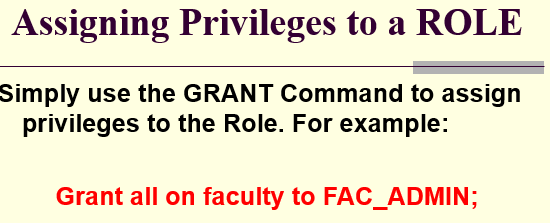 Assigning Privileges to a ROLE
Simply use the GRANT Command to assign
privileges to the Role. For example:
Grant all on faculty to FAC_ADMIN;